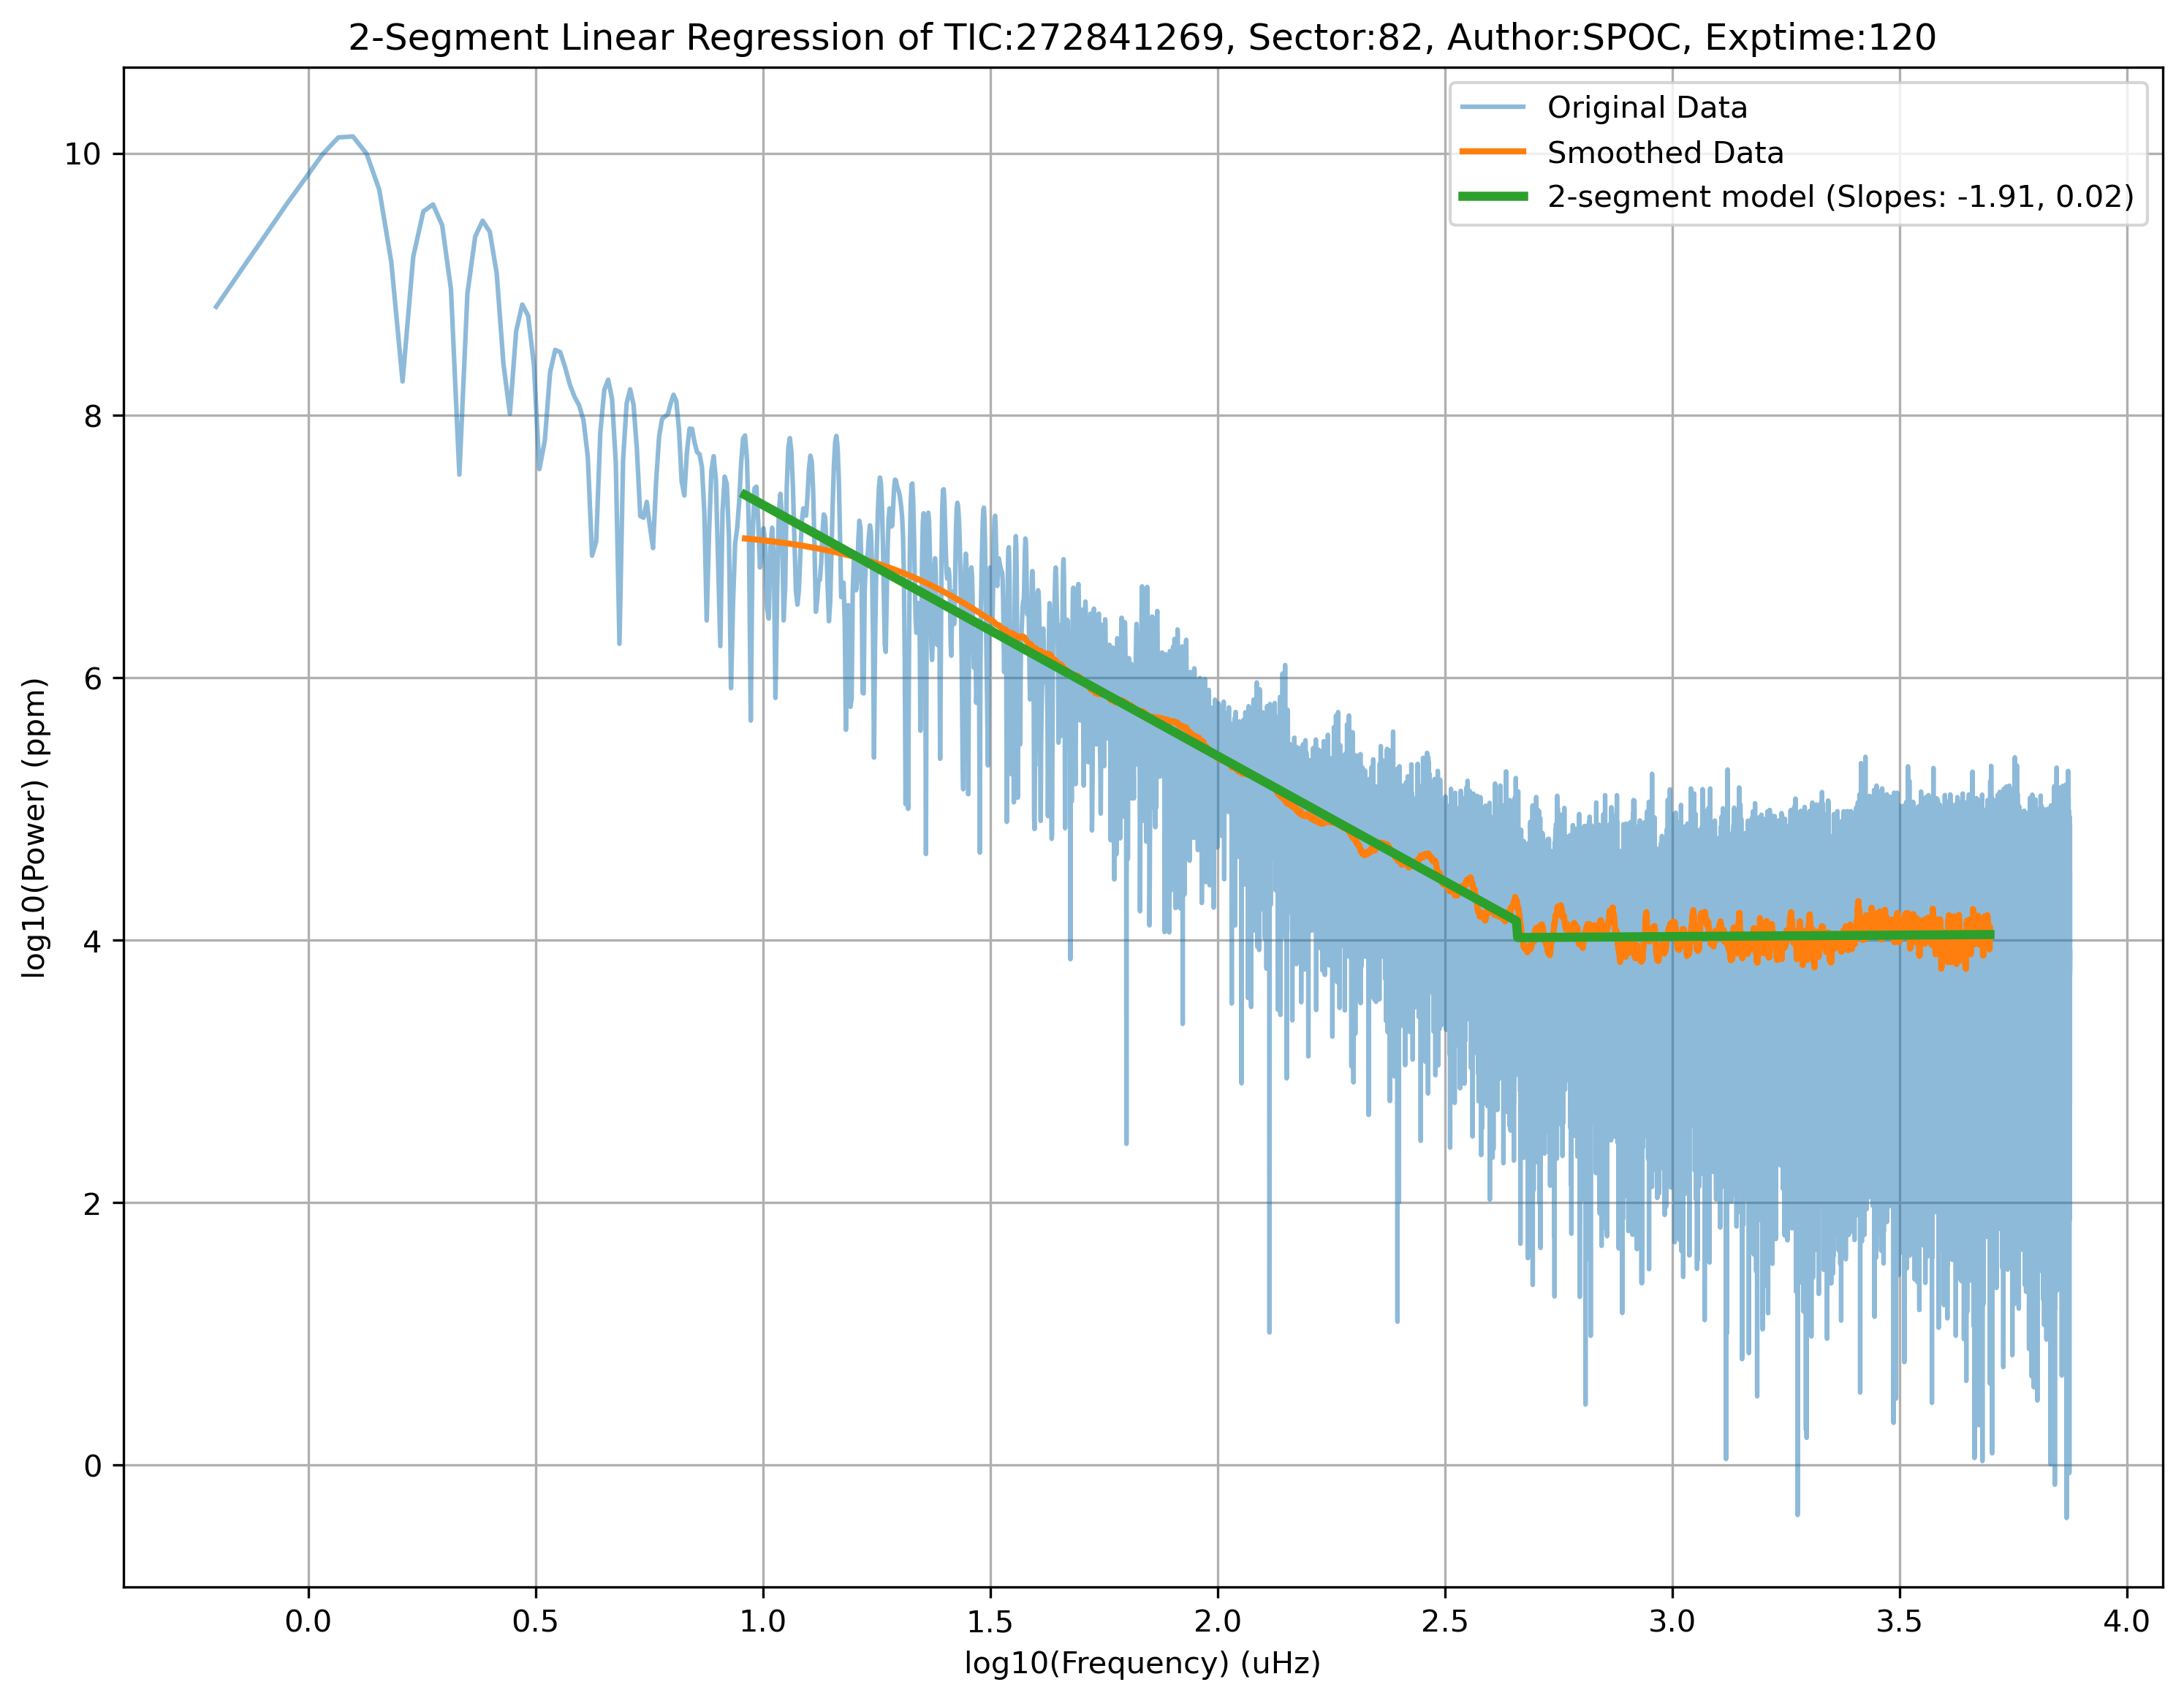 2-Segment Linear Regression of TIC:272841269, Sector:82, Author:SPOC, Exptime:120
Original Data
Smoothed Data
2-segment model (Slopes: -1.91, 0.02)
log10(Power) (ppm)
10
8
6
4
2
0
0.0 0.5 1.0 1.5 2.0 2.5 3.0 3.5 4.0
log10(Frequency) (uHz)